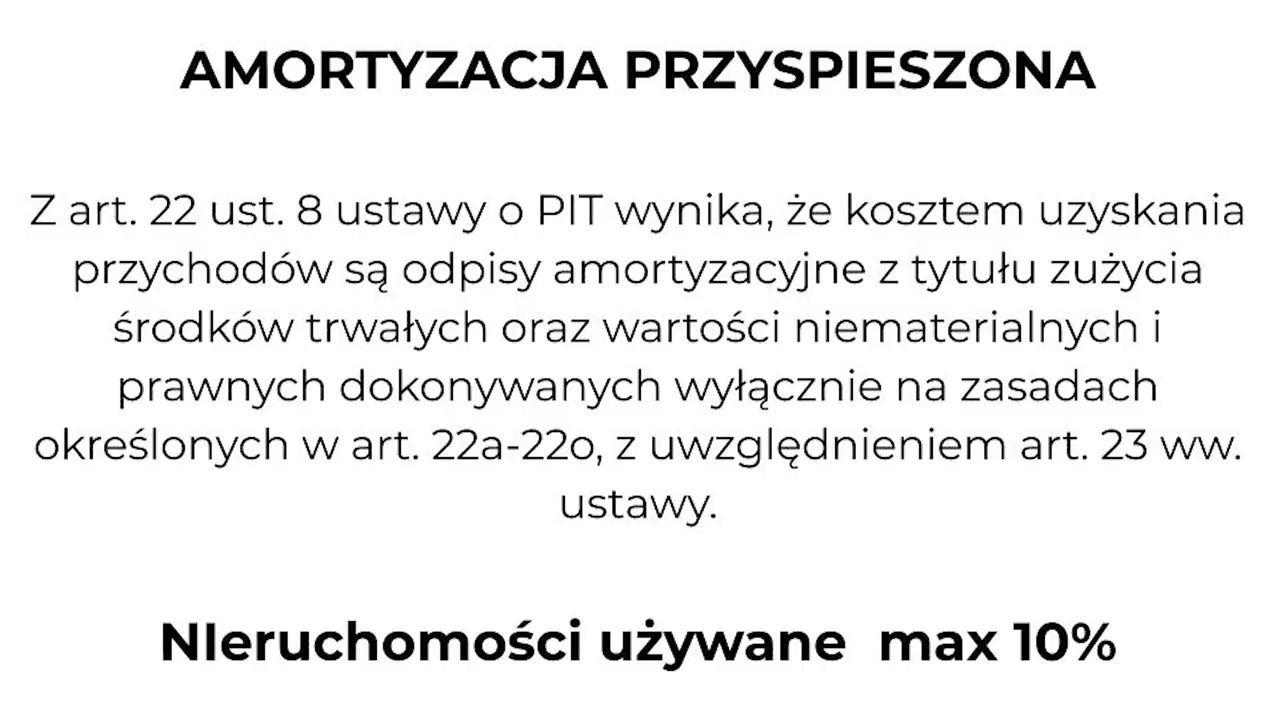 AMORTYZACJA PRZYSPIESZONA
Z art. 22 ust. 8 ustawy o PIT wynika, że kosztem uzyskania
przychodów są odpisy amortyzacyjne z tytułu zużycia
środków trwałych oraz wartości niematerialnych i
prawnych dokonywanych wyłącznie na zasadach
określonych w art. 22a-22o, z uwzględnieniem art. 23 ww.
ustawy.
NIeruchomości używane  max 10%